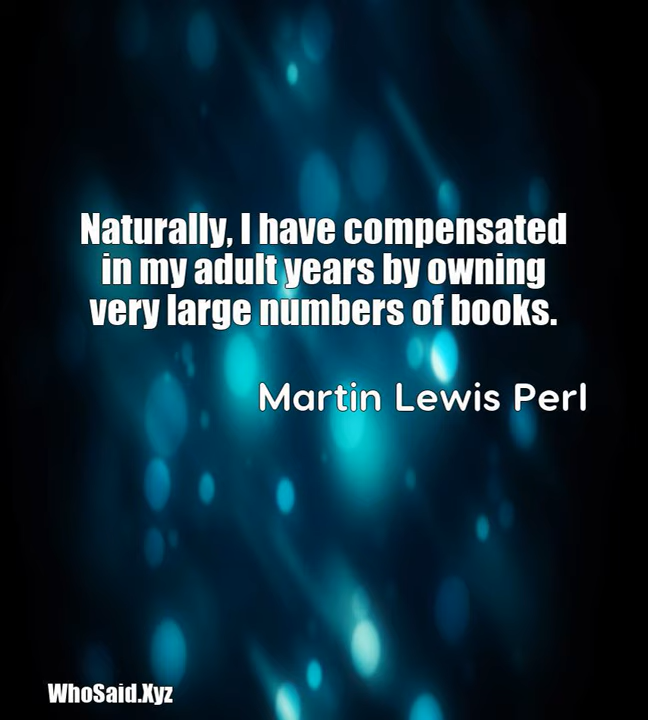 Naturally, I have compensated
in my adult years by owning
very large numbers of books.
Martin Lewis Perl
WhoSaid.Xyz